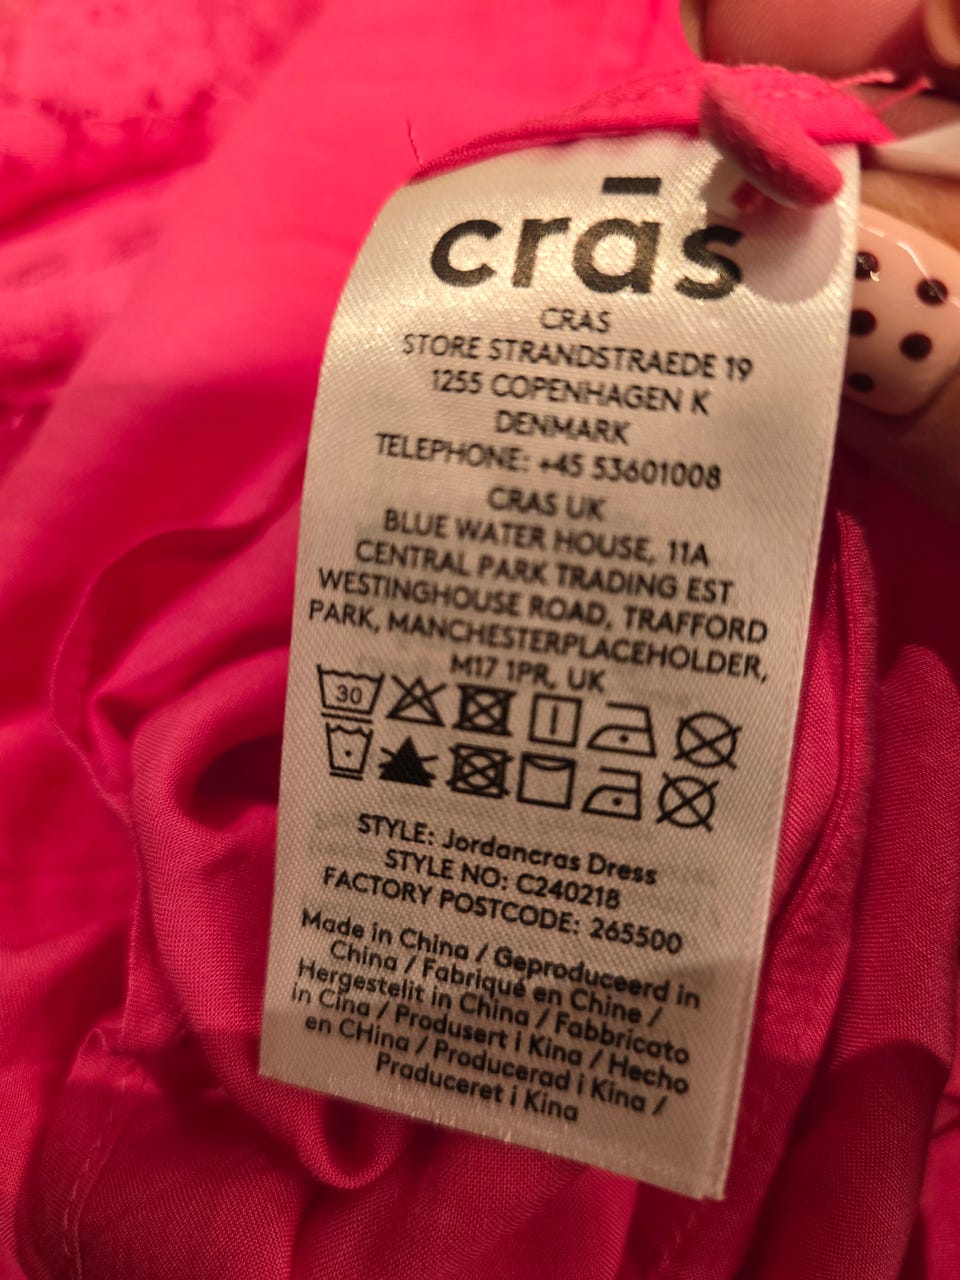 crās
CRAS
STORE STRANDSTRAEDE 19
1255 COPENHAGEN K
DENMARK
TELEPHONE: +45 53601008
CRAS UK
BLUE WATER HOUSE, 11A
CENTRAL PARK TRADING EST
WESTINGHOUSE ROAD, TRAFFORD
PARK, MANCHESTERPLACEHOLDER,
M17 1PR, UK
30
STYLE: Jordancras Dress
STYLE NO: C240218
FACTORY POSTCODE: 265500
Made in China / Geproduceerd in
China / Fabriqué en Chine /
Hergestelit in China / Fabbricato
in Cina / Produsert i Kina / Hecho
en CHina / Producerad i Kina /
Praduceret i Kina